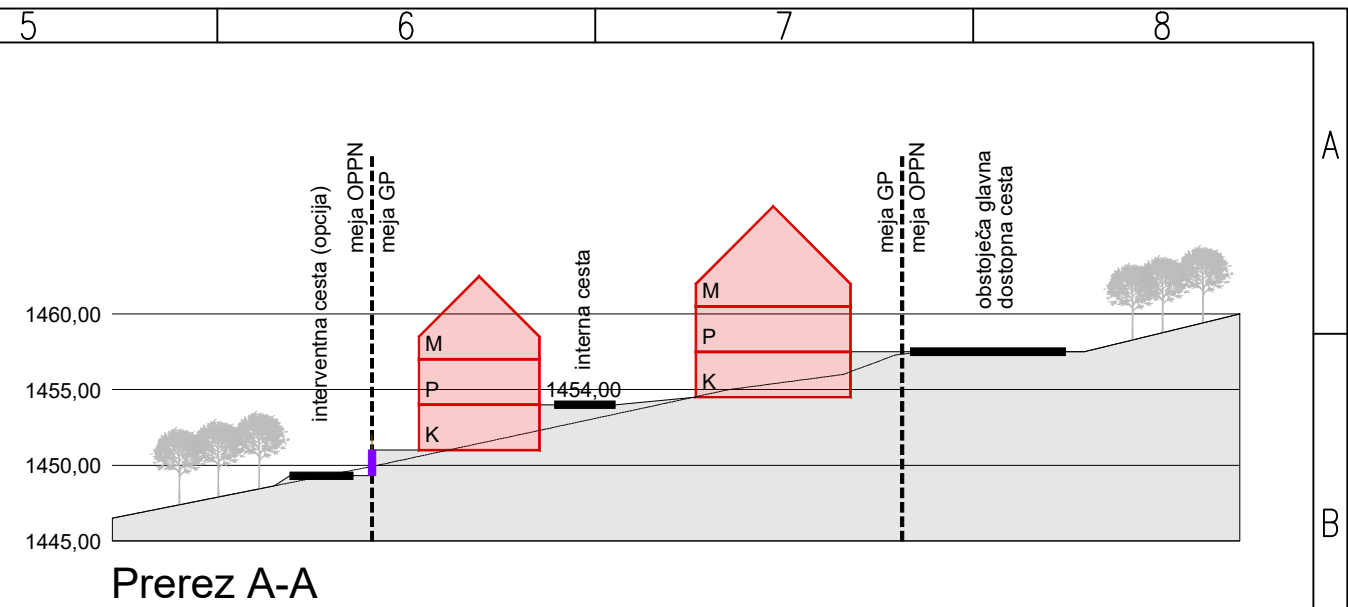 5
6
7
8
A
B
interventna cesta (opcija)
meja OPPN
meja GP
interna cesta
meja GP
meja OPPN
obstoječa glavna
dostopna cesta
1460,00
1455,00
1450,00
1445,00
M
P
K
1454,00
M
P
K
Prerez A-A